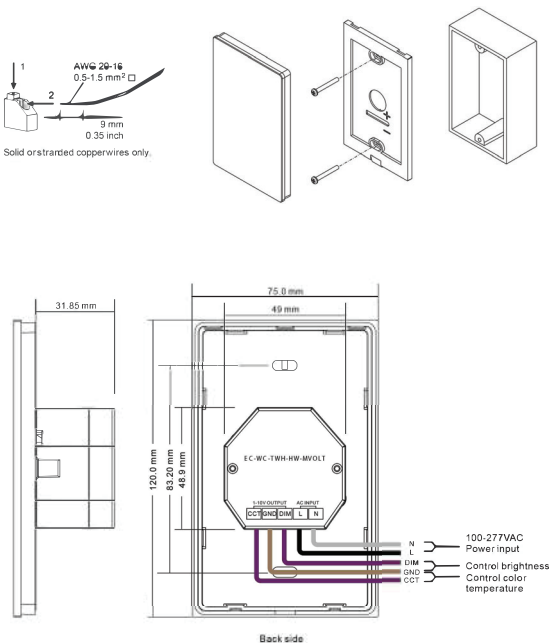 1
2
AWG 20-16
0.5-1.5 mm² □
9 mm
0.35 inch
Solid or stranded copperwires only.
+
−
31.85 mm
75.0 mm
49 mm
120.0 mm
83.20 mm
48.9 mm
EC-WC-TWH-HW-MVOLT
1-10V OUTPUT AC INPUT
CCT GND DIM L N
N
L
DIM
GND
CCT
100-277VAC
Power input
Control brightness
Control color
temperature
Back side